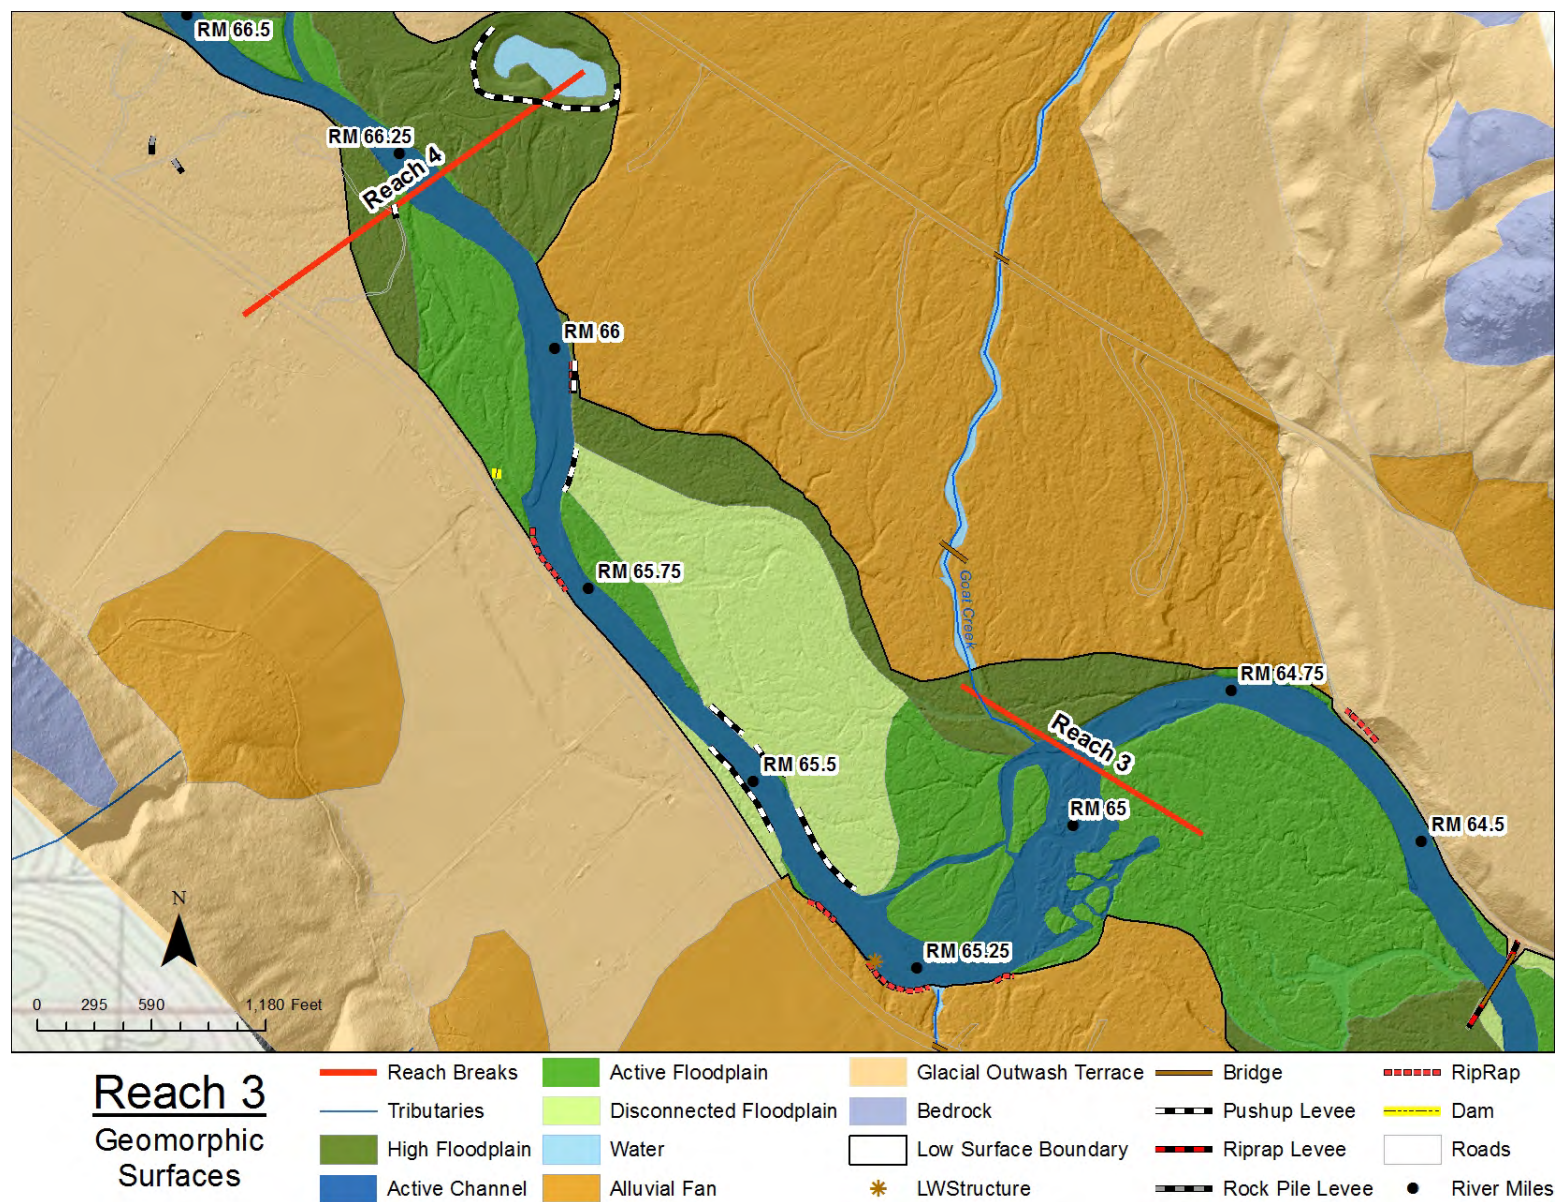 RM 66.5
RM 66.25
Reach 4
RM 66
RM 65.75
Goat Creek
RM 64.75
Reach 3
RM 65.5
RM 65
RM 64.5
RM 65.25
N
0 295 590 1,180 Feet
Reach 3
Geomorphic
Surfaces
Reach Breaks
Tributaries
High Floodplain
Active Channel
Active Floodplain
Disconnected Floodplain
Water
Alluvial Fan
Glacial Outwash Terrace
Bedrock
Low Surface Boundary
LWStructure
Bridge
Pushup Levee
Riprap Levee
Rock Pile Levee
RipRap
Dam
Roads
River Miles